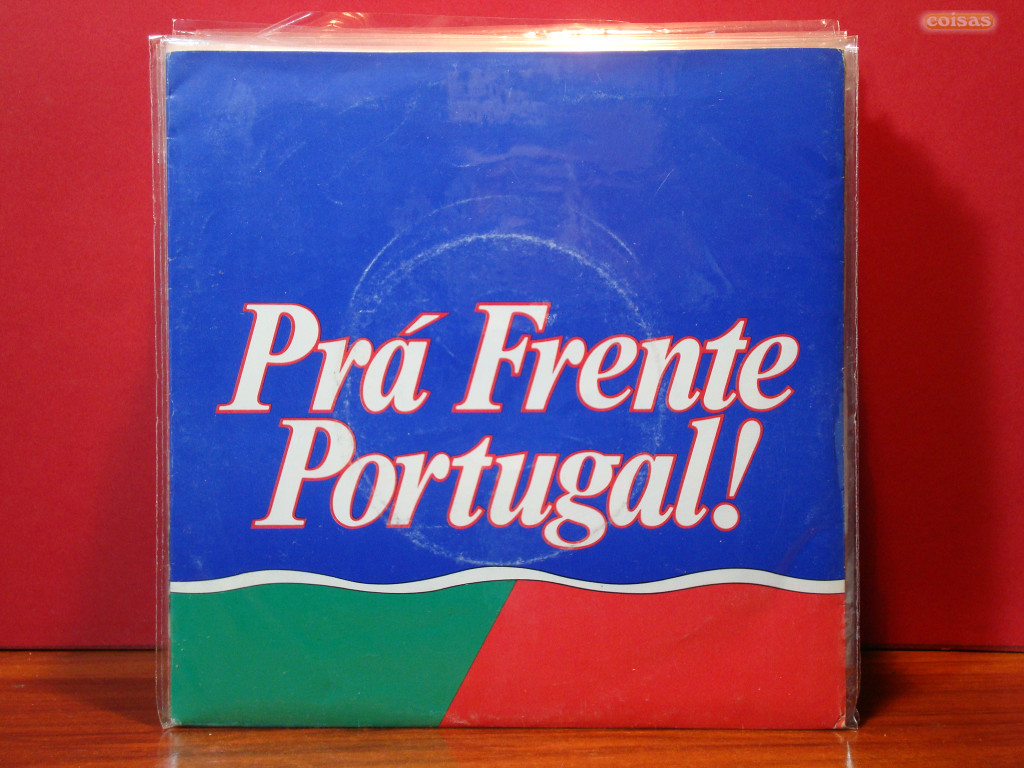 coisas
Prá Frente
Portugal!